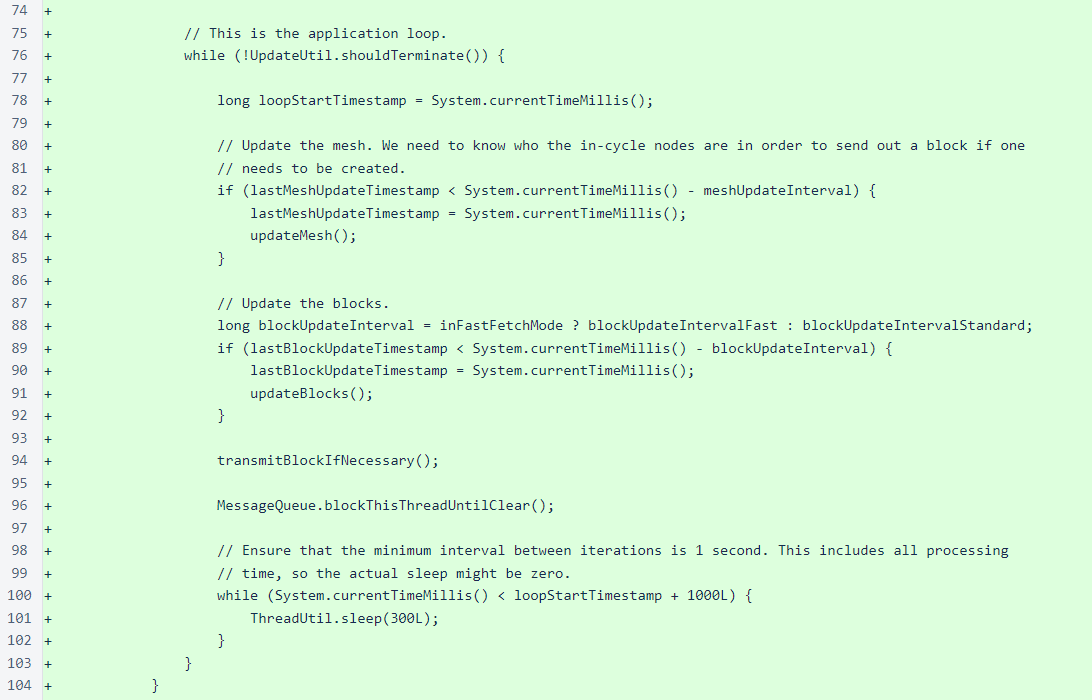 74 +
75 +                // This is the application loop.
76 +                while (!UpdateUtil.shouldTerminate()) {
77 +
78 +                    long loopStartTimestamp = System.currentTimeMillis();
79 +
80 +                    // Update the mesh. We need to know who the in-cycle nodes are in order to send out a block if one
81 +                    // needs to be created.
82 +                    if (lastMeshUpdateTimestamp < System.currentTimeMillis() - meshUpdateInterval) {
83 +                        lastMeshUpdateTimestamp = System.currentTimeMillis();
84 +                        updateMesh();
85 +                    }
86 +
87 +                    // Update the blocks.
88 +                    long blockUpdateInterval = inFastFetchMode ? blockUpdateIntervalFast : blockUpdateIntervalStandard;
89 +                    if (lastBlockUpdateTimestamp < System.currentTimeMillis() - blockUpdateInterval) {
90 +                        lastBlockUpdateTimestamp = System.currentTimeMillis();
91 +                        updateBlocks();
92 +                    }
93 +
94 +                    transmitBlockIfNecessary();
95 +
96 +                    MessageQueue.blockThisThreadUntilClear();
97 +
98 +                    // Ensure that the minimum interval between iterations is 1 second. This includes all processing
99 +                    // time, so the actual sleep might be zero.
100 +                    while (System.currentTimeMillis() < loopStartTimestamp + 1000L) {
101 +                        ThreadUtil.sleep(300L);
102 +                    }
103 +                }
104 +            }